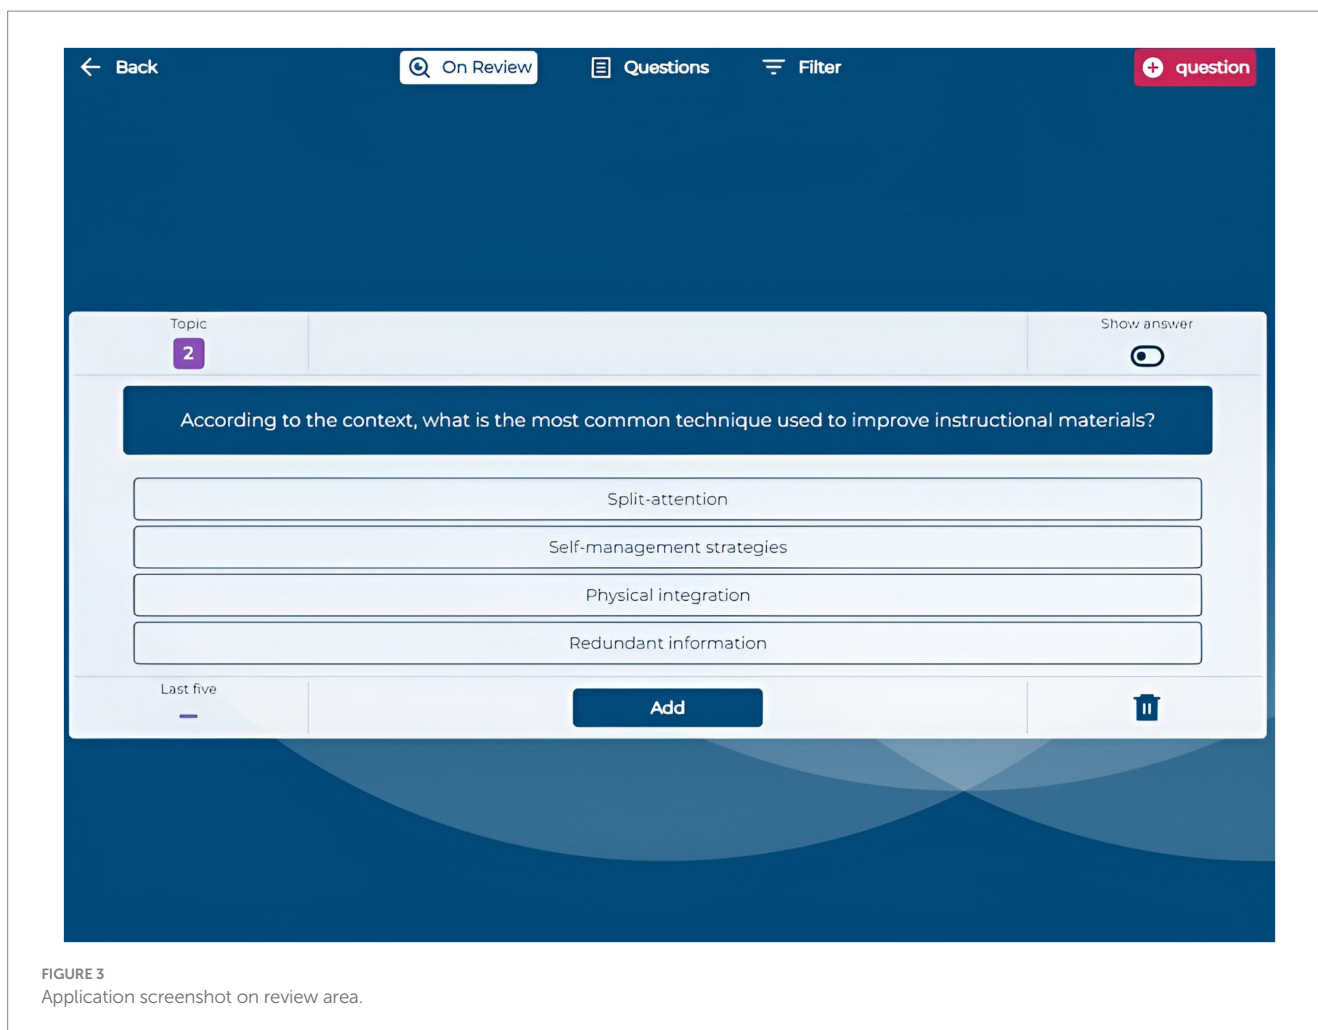 Back
On Review
Questions
Filter
question
Topic
2
Show answer
According to the context, what is the most common technique used to improve instructional materials?
Split-attention
Self-management strategies
Physical integration
Redundant information
Last five
Add
FIGURE 3
Application screenshot on review area.